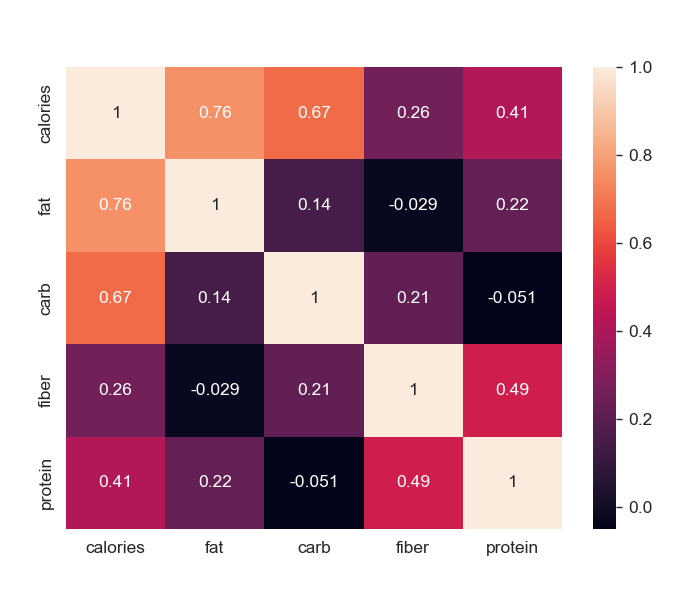 calories 1 0.76 0.67 0.26 0.41
fat 0.76 1 0.14 -0.029 0.22
carb 0.67 0.14 1 0.21 -0.051
fiber 0.26 -0.029 0.21 1 0.49
protein 0.41 0.22 -0.051 0.49 1
calories fat carb fiber protein
1.0
0.8
0.6
0.4
0.2
0.0